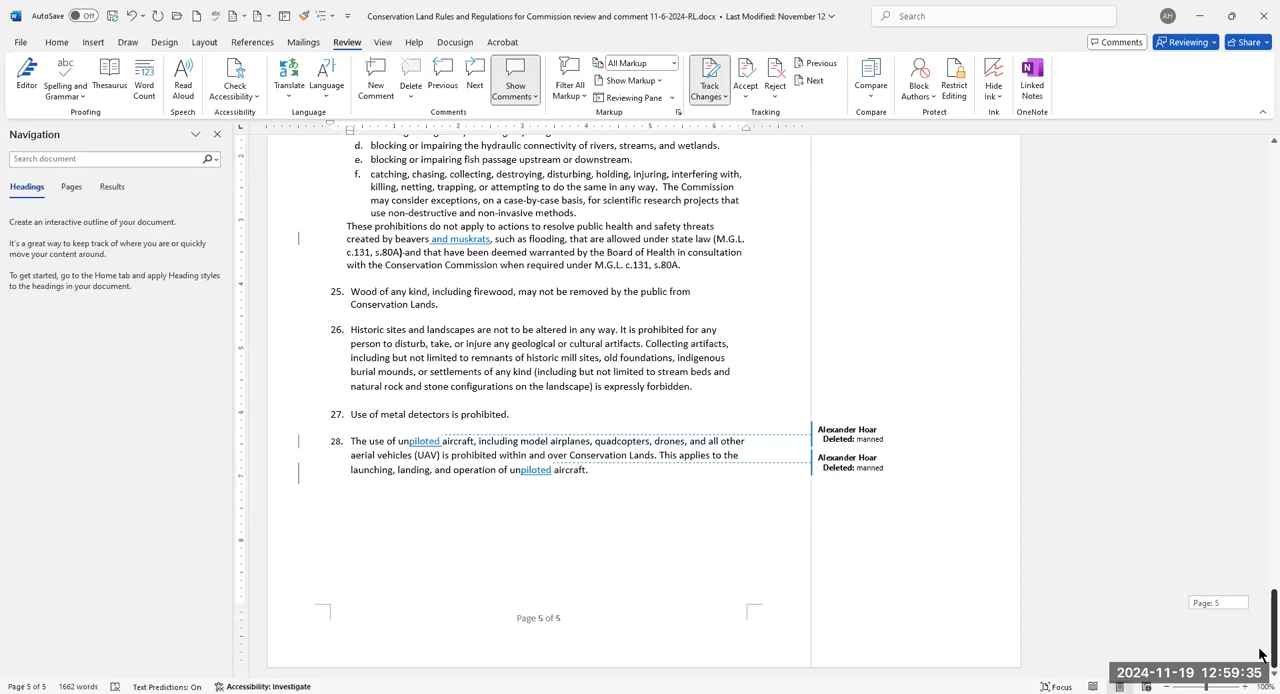 AutoSave Off
Conservation Land Rules and Regulations for Commission review and comment 11-6-2024-RL.docx • Last Modified: November 12
Search
AH
File Home Insert Draw Design Layout References Mailings Review View Help Docusign Acrobat
Comments Reviewing Share
Editor
Spelling and Grammar
Thesaurus
Word Count
Read Aloud
Check Accessibility
Translate
Language
New Comment
Delete
Previous
Next
Show Comments
Filter All Markup
All Markup
Show Markup
Reviewing Pane
Track Changes
Accept
Reject
Previous
Next
Compare
Block Authors
Restrict Editing
Hide Ink
Linked Notes
Proofing Speech Accessibility Language Comments Markup Tracking Compare Protect Ink OneNote
Navigation
Search document
Headings Pages Results
Create an interactive outline of your document.
It's a great way to keep track of where you are or quickly
move your content around.
To get started, go to the Home tab and apply Heading styles
to the headings in your document.
d. blocking or impairing the hydraulic connectivity of rivers, streams, and wetlands.
e. blocking or impairing fish passage upstream or downstream.
f. catching, chasing, collecting, destroying, disturbing, holding, injuring, interfering with,
killing, netting, trapping, or attempting to do the same in any way. The Commission
may consider exceptions, on a case-by-case basis, for scientific research projects that
use non-destructive and non-invasive methods.
These prohibitions do not apply to actions to resolve public health and safety threats
created by beavers and muskrats, such as flooding, that are allowed under state law (M.G.L.
c.131, s.80A) and that have been deemed warranted by the Board of Health in consultation
with the Conservation Commission when required under M.G.L. c.131, s.80A.
25. Wood of any kind, including firewood, may not be removed by the public from
Conservation Lands.
26. Historic sites and landscapes are not to be altered in any way. It is prohibited for any
person to disturb, take, or injure any geological or cultural artifacts. Collecting artifacts,
including but not limited to remnants of historic mill sites, old foundations, indigenous
burial mounds, or settlements of any kind (including but not limited to stream beds and
natural rock and stone configurations on the landscape) is expressly forbidden.
27. Use of metal detectors is prohibited.
28. The use of unpiloted aircraft, including model airplanes, quadcopters, drones, and all other
aerial vehicles (UAV) is prohibited within and over Conservation Lands. This applies to the
launching, landing, and operation of unpiloted aircraft.
Alexander Hoar
Deleted: manned
Alexander Hoar
Deleted: manned
Page 5 of 5
Page: 5
2024-11-19 12:59:35
Page 5 of 5 1662 words Text Predictions: On Accessibility: Investigate Focus 100%